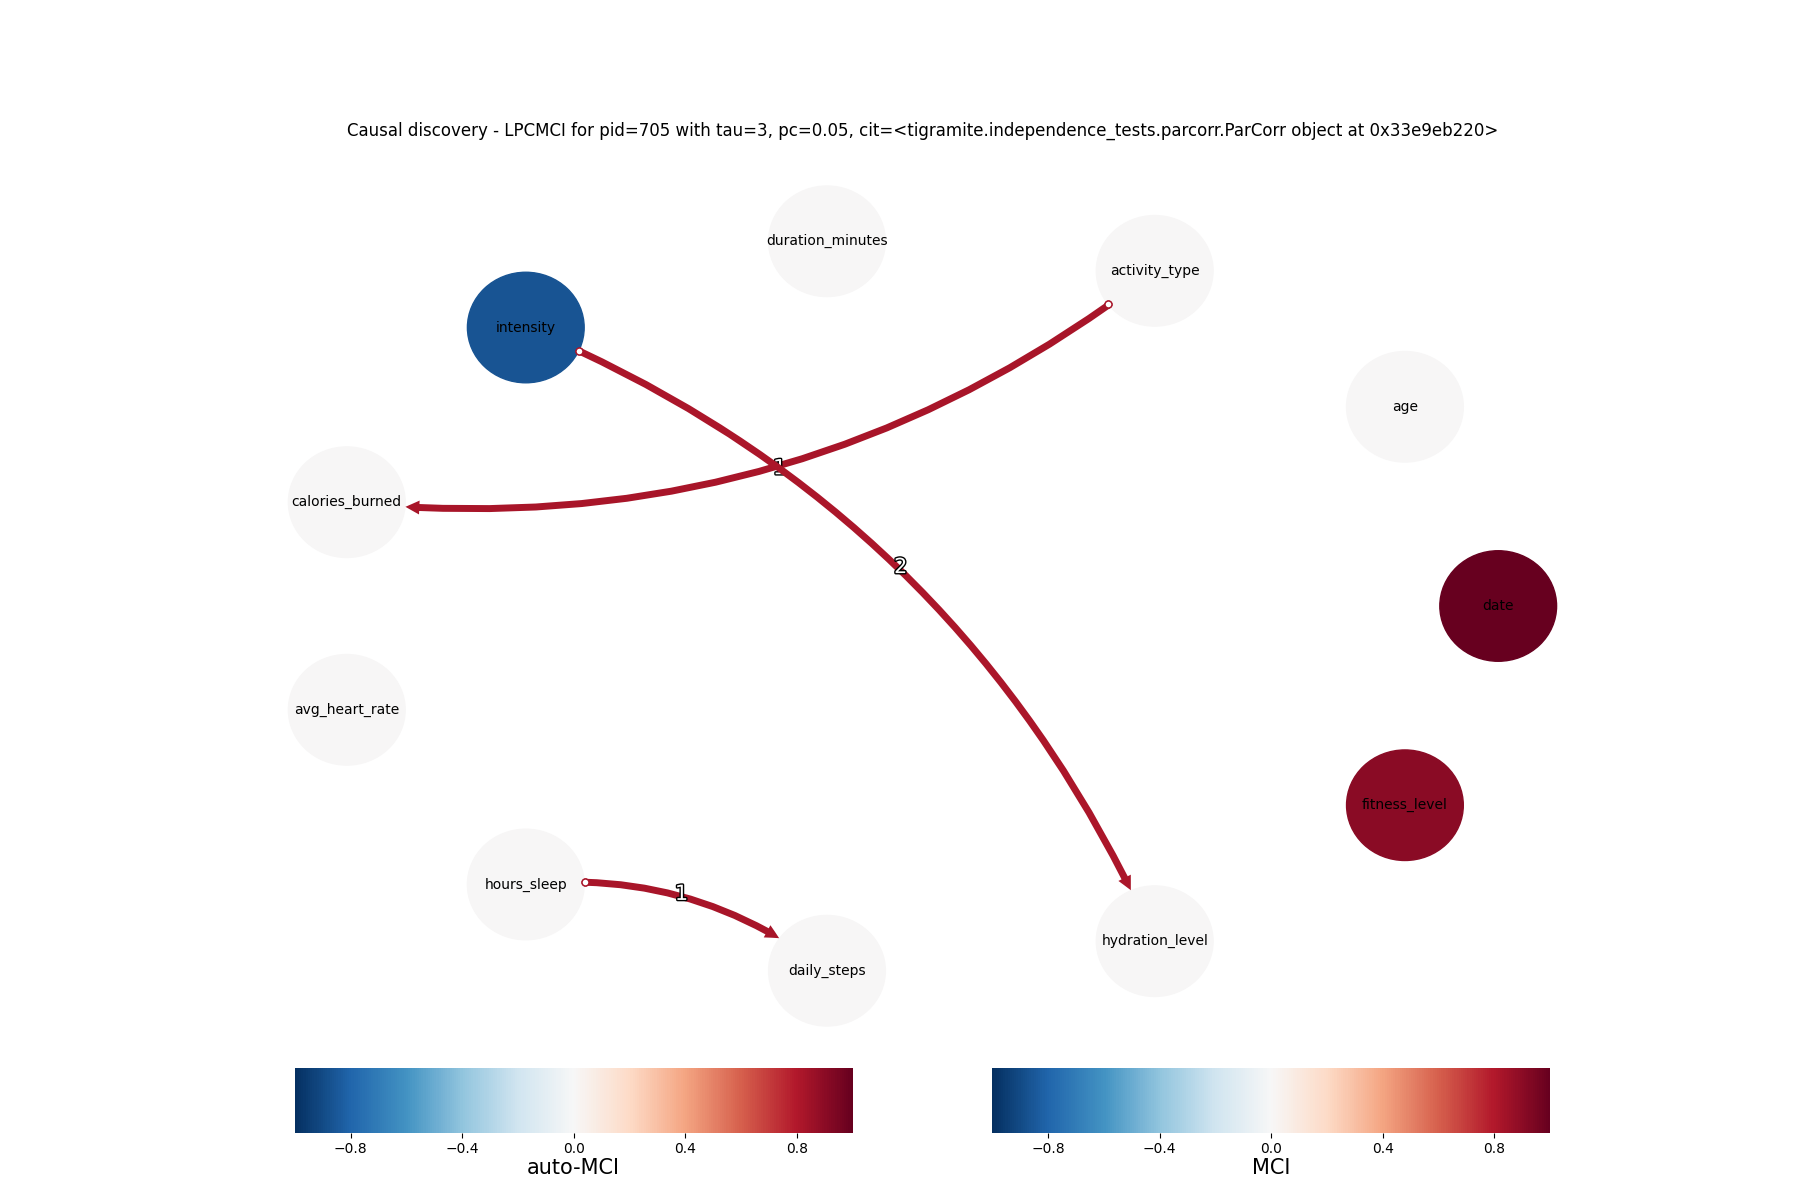 Causal discovery - LPCMCI for pid=705 with tau=3, pc=0.05, cit=<tigramite.independence_tests.parcorr.ParCorr object at 0x33e9eb220>
duration_minutes
activity_type
intensity
age
1
calories_burned
2
date
avg_heart_rate
fitness_level
hours_sleep
1
hydration_level
daily_steps
−0.8 −0.4 0.0 0.4 0.8
auto-MCI
−0.8 −0.4 0.0 0.4 0.8
MCI